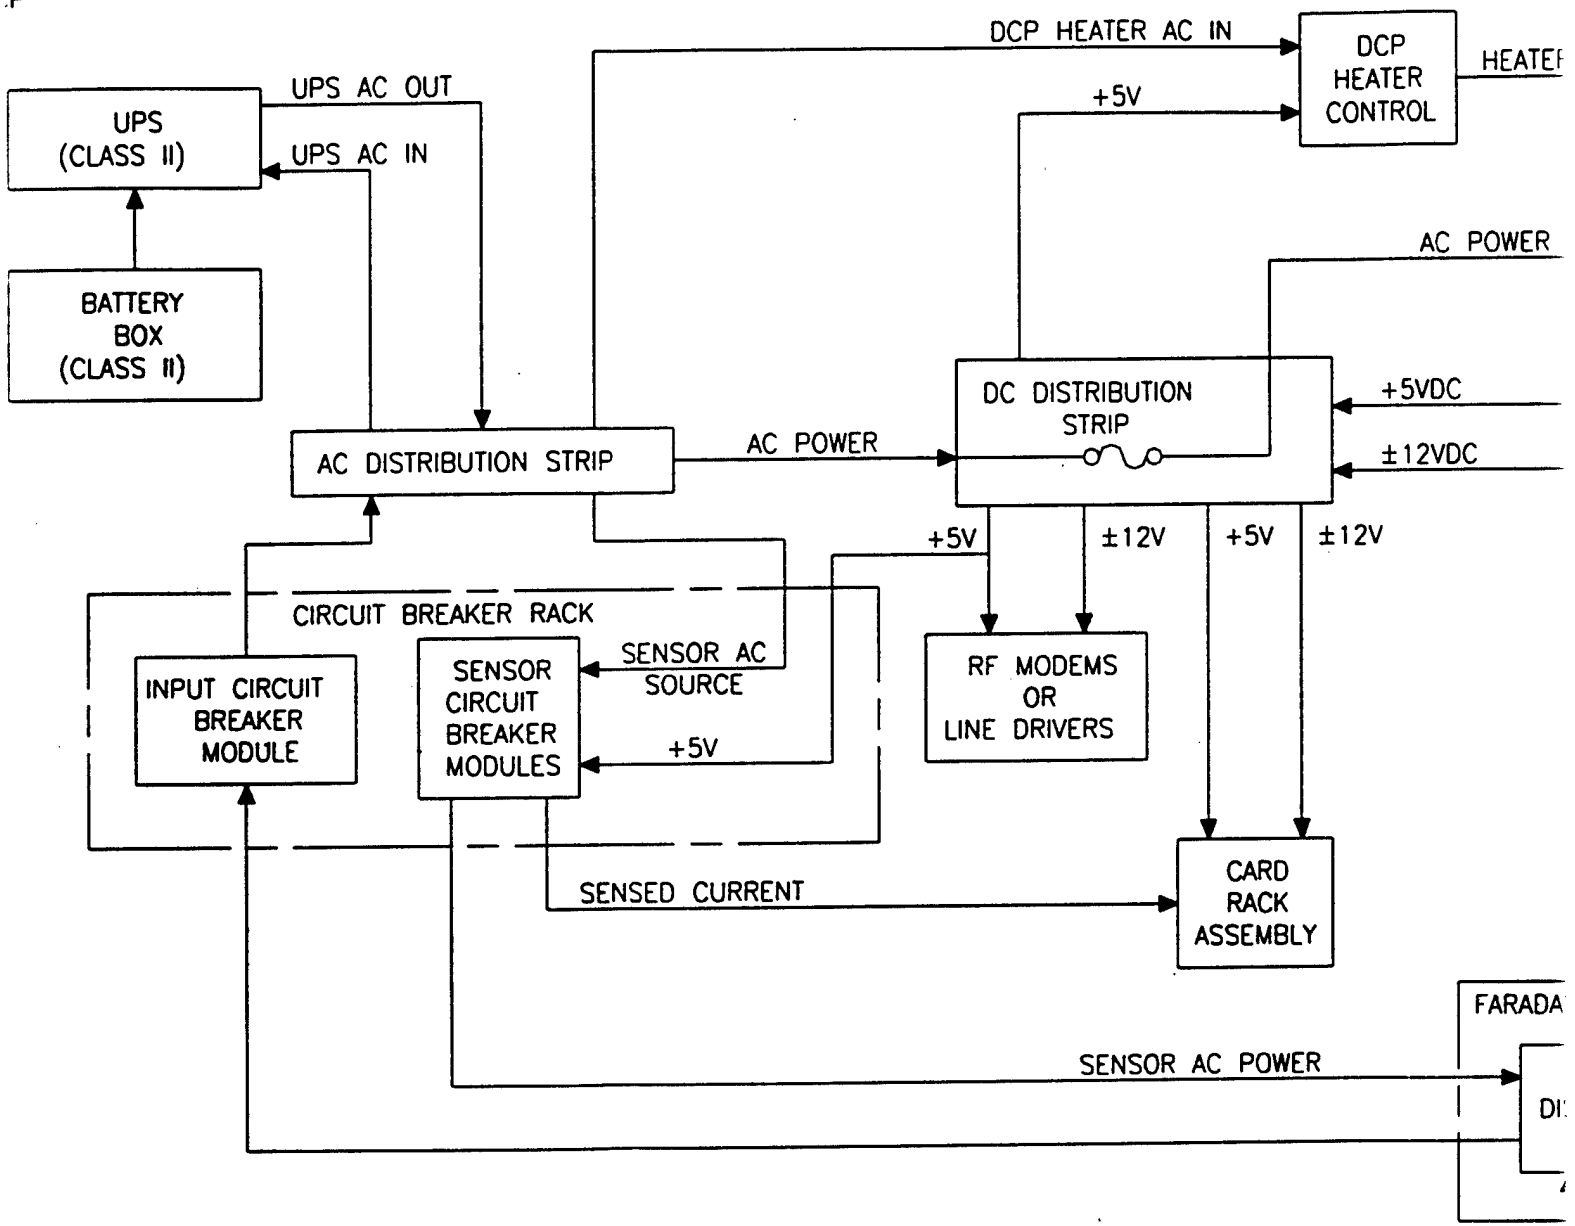 DCP HEATER AC IN
DCP
HEATER
CONTROL
+5V
UPS AC OUT
UPS
(CLASS II)
UPS AC IN
BATTERY
BOX
(CLASS II)
AC POWER
DC DISTRIBUTION
STRIP
+5VDC
±12VDC
AC POWER
AC DISTRIBUTION STRIP
+5V
±12V
+5V
±12V
CIRCUIT BREAKER RACK
INPUT CIRCUIT
BREAKER
MODULE
SENSOR
CIRCUIT
BREAKER
MODULES
SENSOR AC
SOURCE
+5V
RF MODEMS
OR
LINE DRIVERS
SENSED CURRENT
CARD
RACK
ASSEMBLY
SENSOR AC POWER